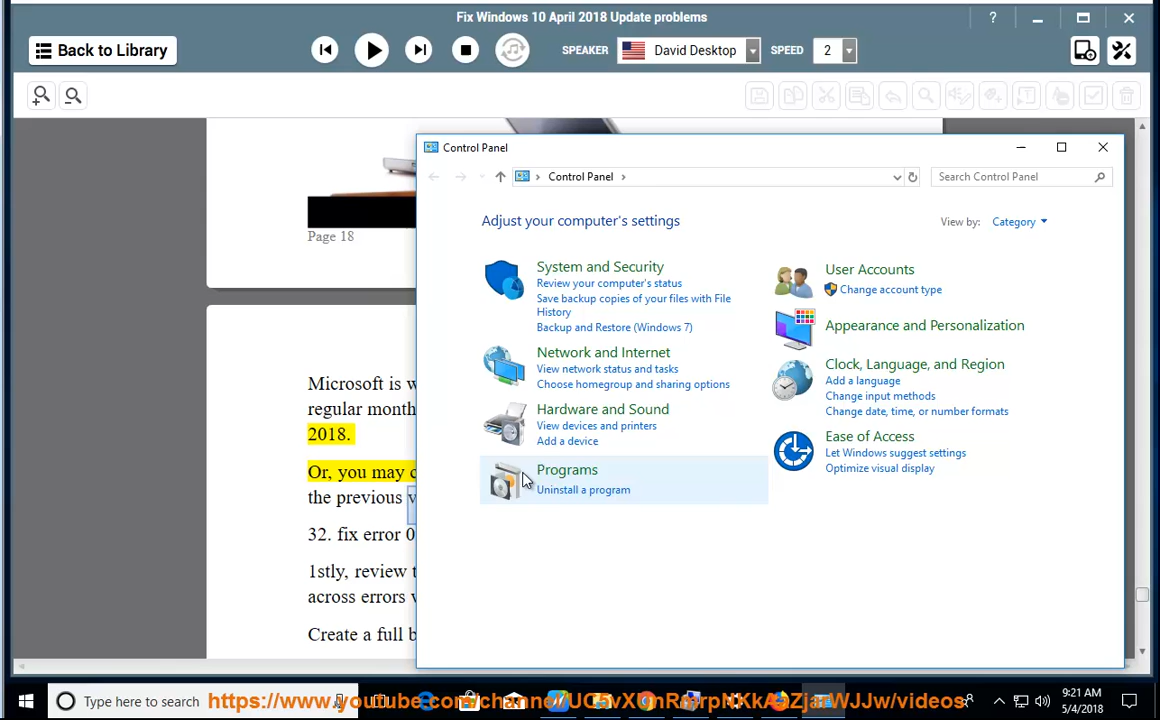 Fix Windows 10 April 2018 Update problems
Back to Library
SPEAKER
David Desktop
SPEED
2
Page 18
Microsoft is w
regular month
2018.
Or, you may c
the previous v
32. fix error 0
1stly, review t
across errors v
Create a full b
Control Panel
Control Panel
Search Control Panel
Adjust your computer's settings
View by: Category
System and Security
Review your computer's status
Save backup copies of your files with File
History
Backup and Restore (Windows 7)
Network and Internet
View network status and tasks
Choose homegroup and sharing options
Hardware and Sound
View devices and printers
Add a device
Programs
Uninstall a program
User Accounts
Change account type
Appearance and Personalization
Clock, Language, and Region
Add a language
Change input methods
Change date, time, or number formats
Ease of Access
Let Windows suggest settings
Optimize visual display
Type here to search
9:21 AM
5/4/2018